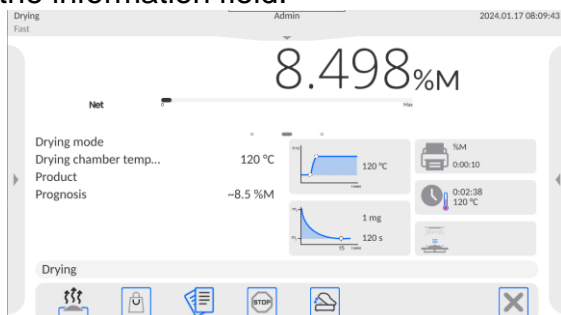 the information field.
Drying
Admin
2024.01.17 08:09:43
Fast
8.498%M
Net
0
Max
Drying mode
Drying chamber temp... 120 °C
Product
Prognosis ~8.5 %M
120 °C
1 mg
120 s
%M
0:00:10
0:02:38
120 °C
Drying
STOP